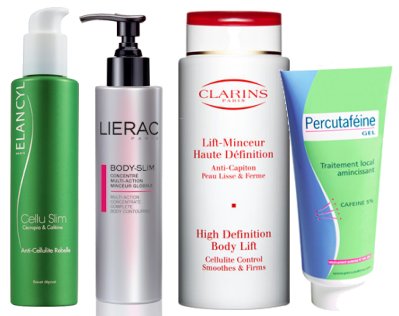 ELANCYL
Cellu Slim
Cécropia & Caféine
Anti-Cellulite Rebelle
LIERAC
PARIS
BODY-SLIM
CONCENTRÉ
MULTI-ACTION
MINCEUR GLOBALE
MULTI-ACTION
CONCENTRATE
COMPLETE
BODY CONTOURING
CLARINS
PARIS
Lift-Minceur
Haute Définition
Anti-Capiton
Peau Lisse & Ferme
High Definition
Body Lift
Cellulite Control
Smoothes & Firms
Percutaféine
GEL
Traitement local
amincissant
CAFEINE 5%